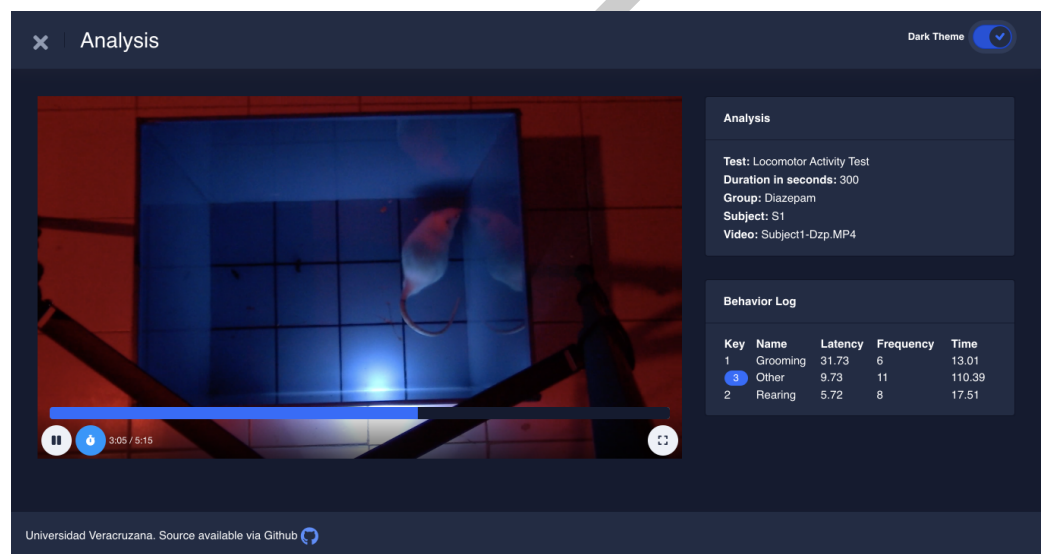 Analysis
Dark Theme
3:05 / 5:15
Analysis
Test: Locomotor Activity Test
Duration in seconds: 300
Group: Diazepam
Subject: S1
Video: Subject1-Dzp.MP4
Behavior Log
Key Name Latency Frequency Time
1 Grooming 31.73 6 13.01
3 Other 9.73 11 110.39
2 Rearing 5.72 8 17.51
Universidad Veracruzana. Source available via Github